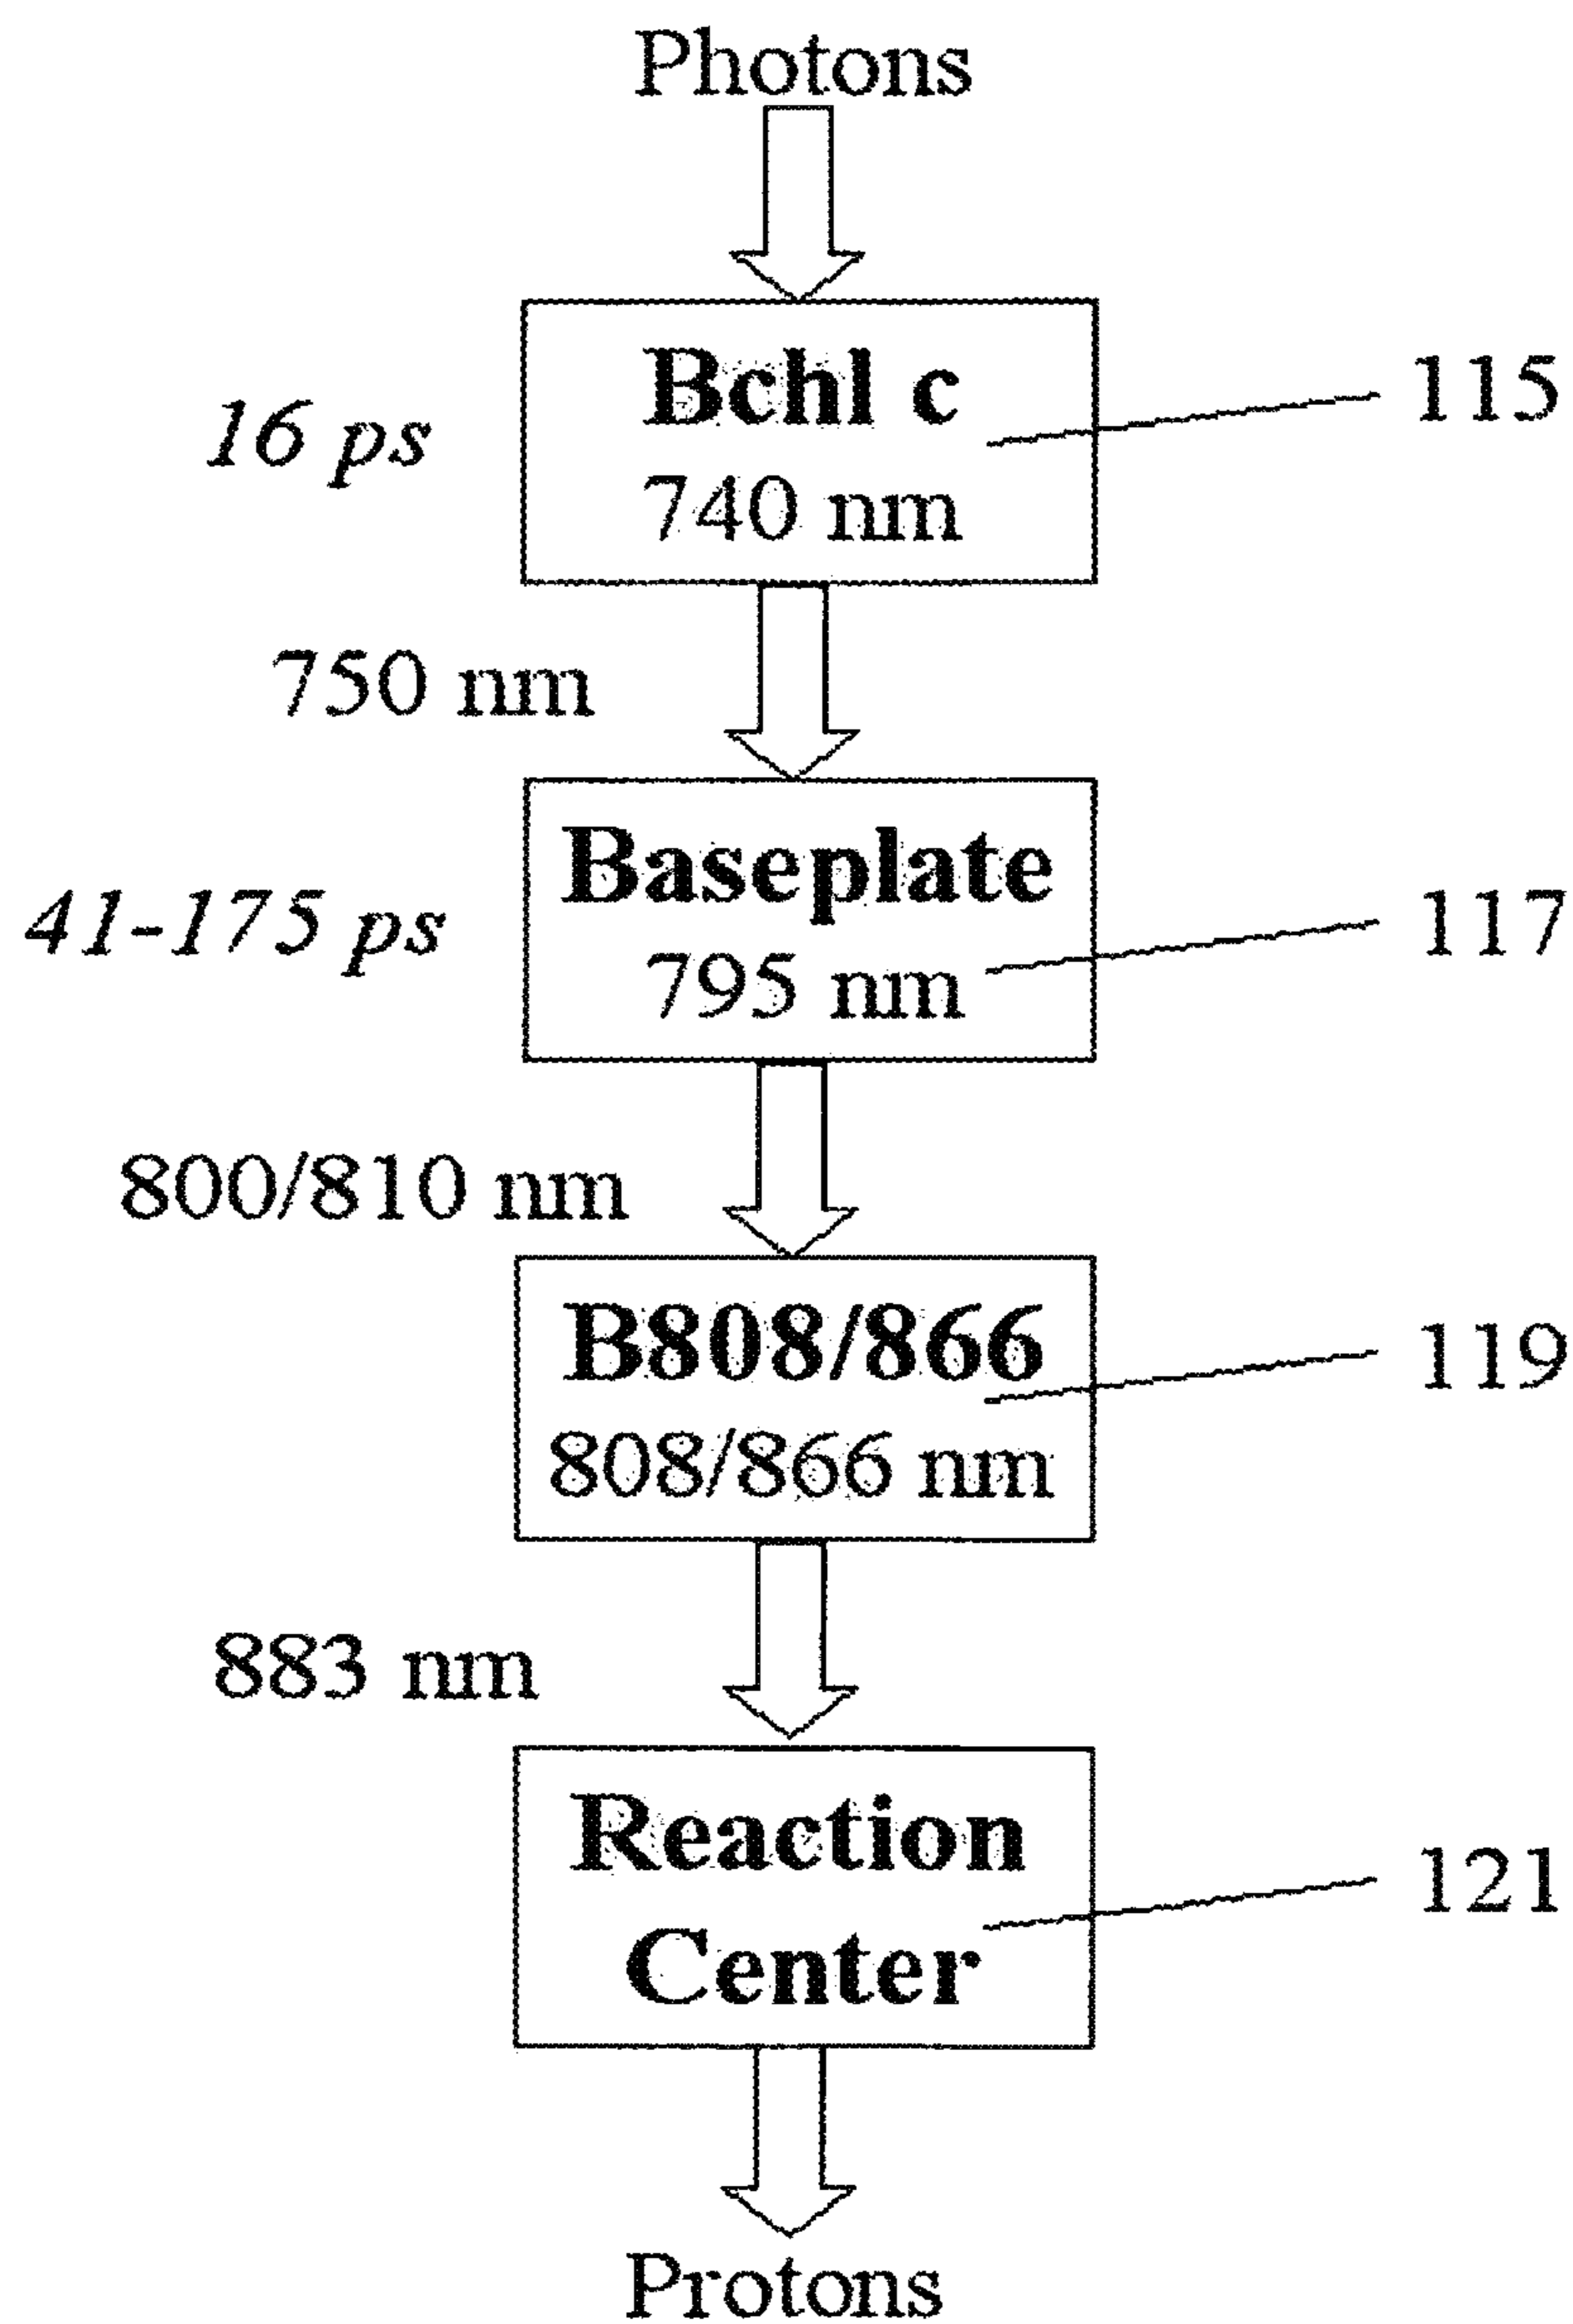 Photons
Bchl c
115
16 ps
740 nm
750 nm
Baseplate
117
41-175 ps
795 nm
800/810 nm
B808/866
119
808/866 nm
883 nm
Reaction
121
Center
Protons